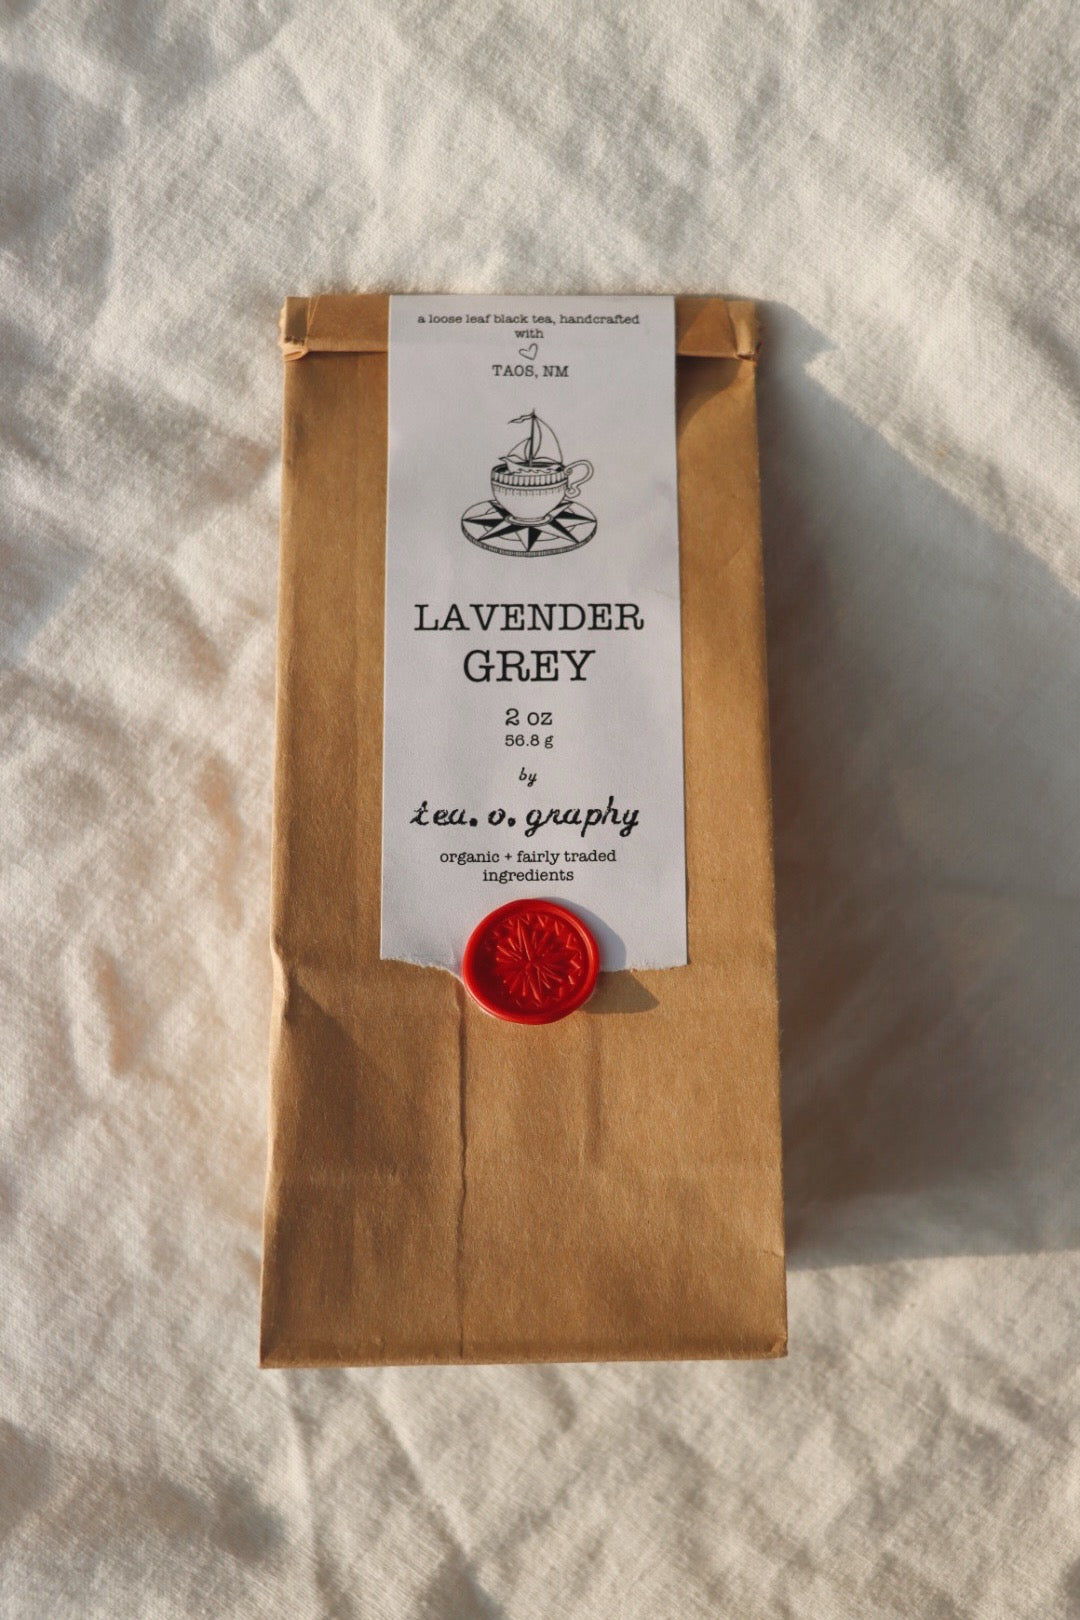 a loose leaf black tea, handcrafted
with
TAOS, NM
LAVENDER
GREY
2 oz
56.8 g
by
tea. o. graphy
organic + fairly traded
ingredients